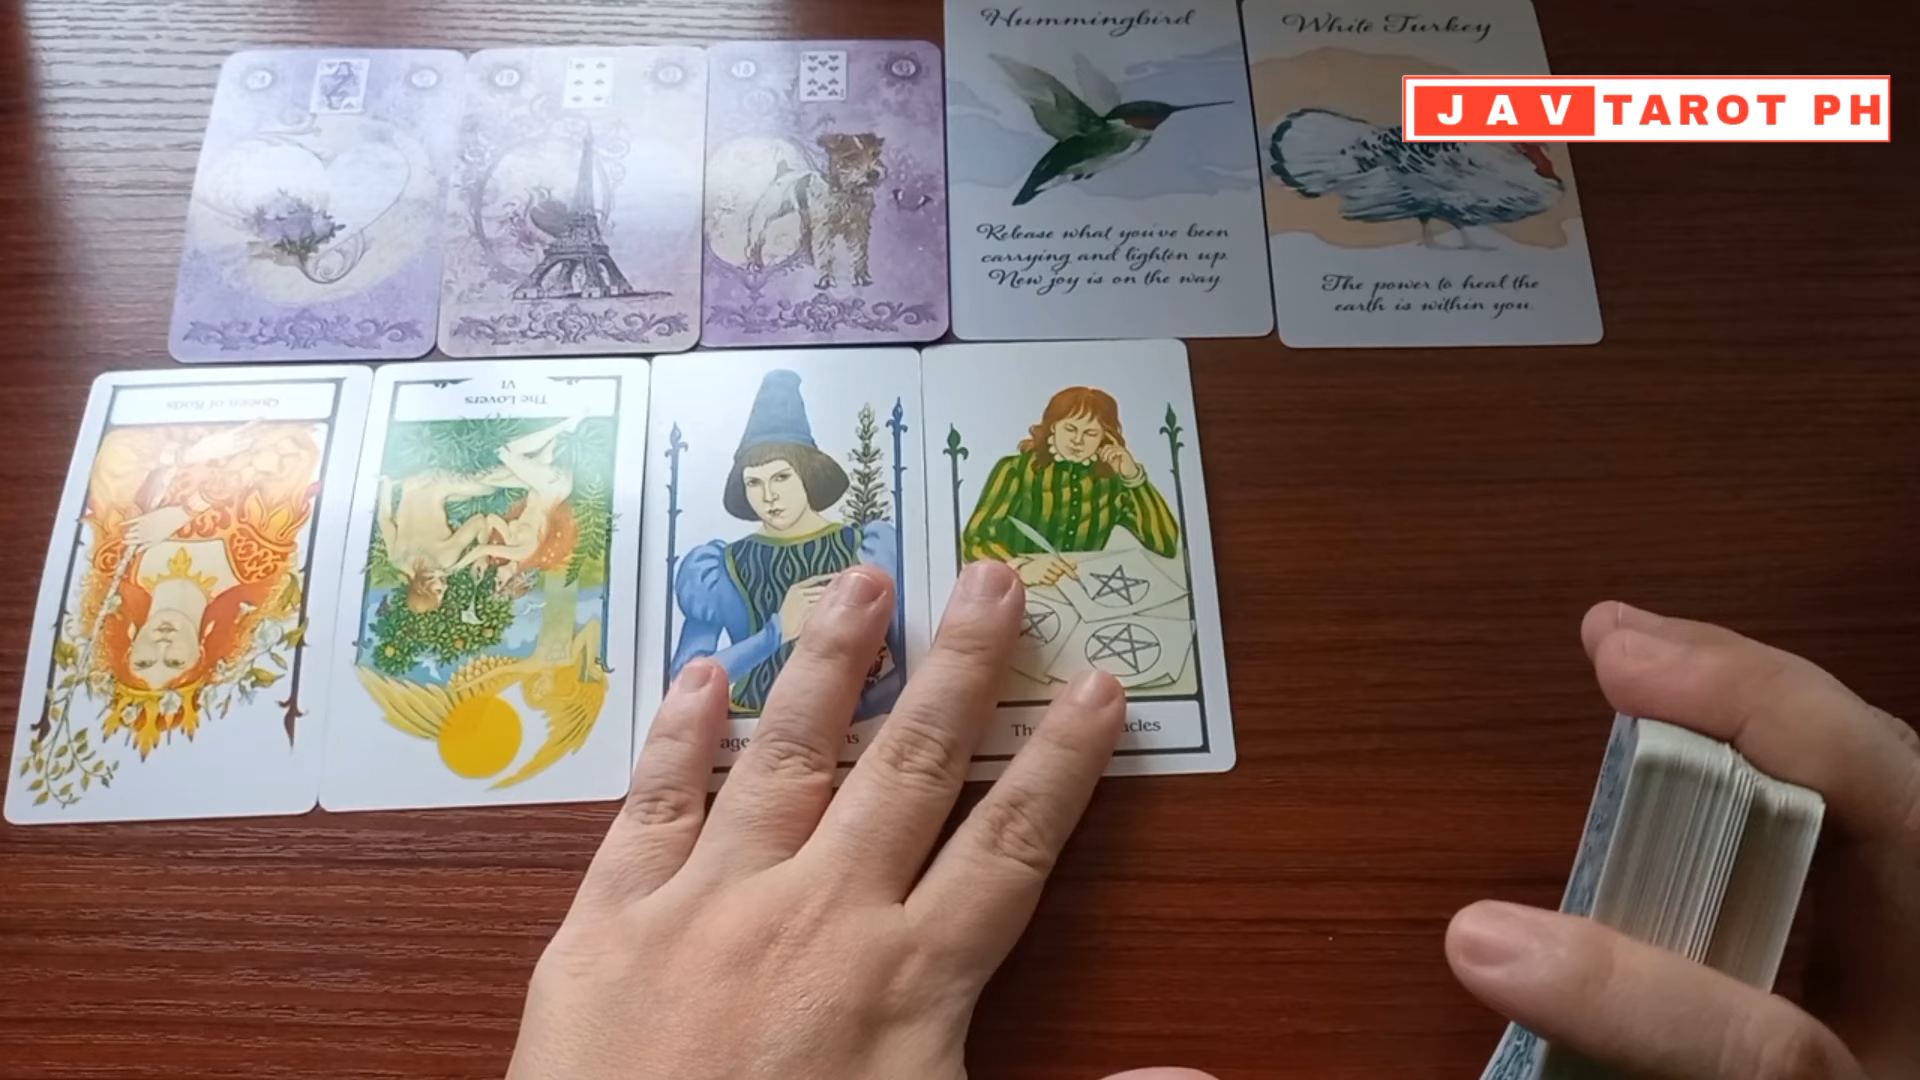 Hummingbird
White Turkey
JAV TAROT PH
18
Release what you've been
carrying and lighten up.
New joy is on the way.
The power to heal the
earth is within you.
Queen of Rods
The Lovers
VI